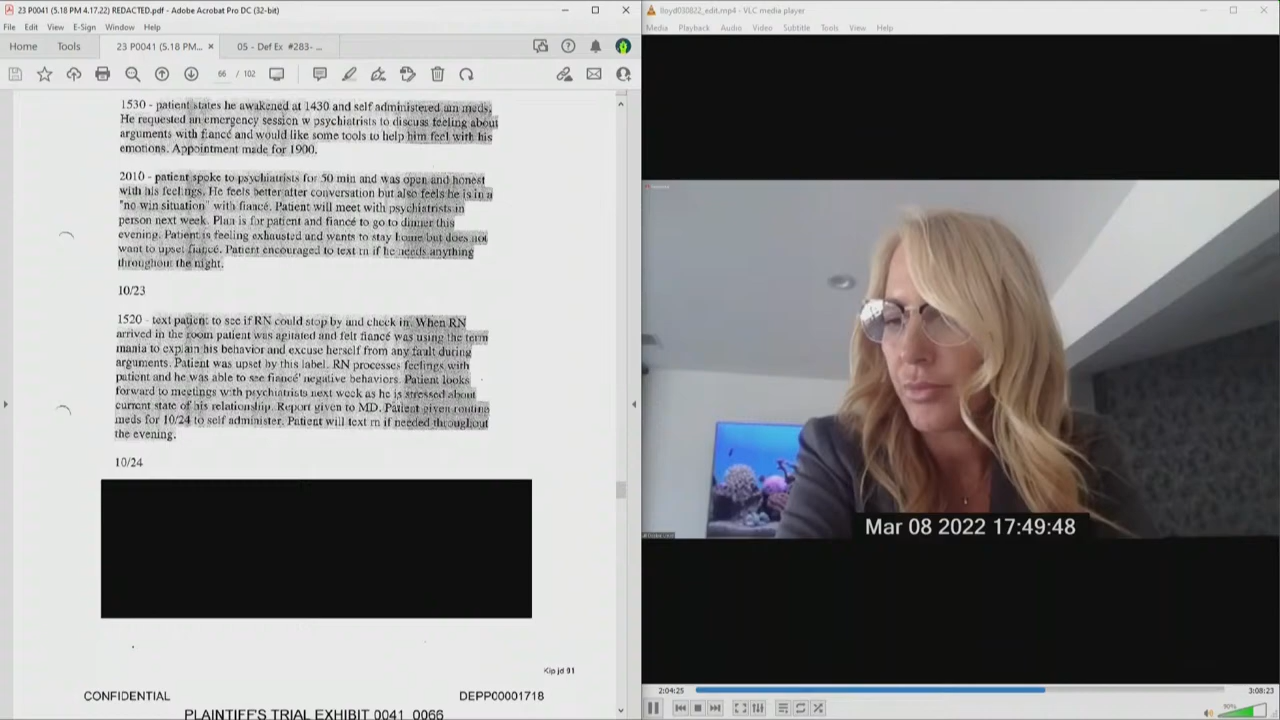 23 P0041 (5.18 PM 4.17.22) REDACTED.pdf - Adobe Acrobat Pro DC (32-bit)
File Edit View E-Sign Window Help
Home Tools 23 P0041 (5.18 PM... × 05 - Def Ex #283- ...
66 / 102
1530 - patient states he awakened at 1430 and self administered am meds.
He requested an emergency session w psychiatrists to discuss feeling about
arguments with fiancé and would like some tools to help him feel with his
emotions. Appointment made for 1900.
2010 - patient spoke to psychiatrists for 50 min and was open and honest
with his feelings. He feels better after conversation but also feels he is in a
"no win situation" with fiancé. Patient will meet with psychiatrists in
person next week. Plan is for patient and fiancé to go to dinner this
evening. Patient is feeling exhausted and wants to stay home but does not
want to upset fiancé. Patient encouraged to text rn if he needs anything
throughout the night.
10/23
1520 - text patient to see if RN could stop by and check in. When RN
arrived in the room patient was agitated and felt fiancé was using the term
mania to explain his behavior and excuse herself from any fault during
arguments. Patient was upset by this label. RN processes feelings with
patient and he was able to see fiancé' negative behaviors. Patient looks
forward to meetings with psychiatrists next week as he is stressed about
current state of his relationship. Report given to MD. Patient given routine
meds for 10/24 to self administer. Patient will text rn if needed throughout
the evening.
10/24
Kipjd 91
CONFIDENTIAL DEPP00001718
PLAINTIFF'S TRIAL EXHIBIT 0041_0066
lloyd030822_edit.mp4 - VLC media player
Media Playback Audio Video Subtitle Tools View Help
Mar 08 2022 17:49:48
2:04:25 3:08:23
90%